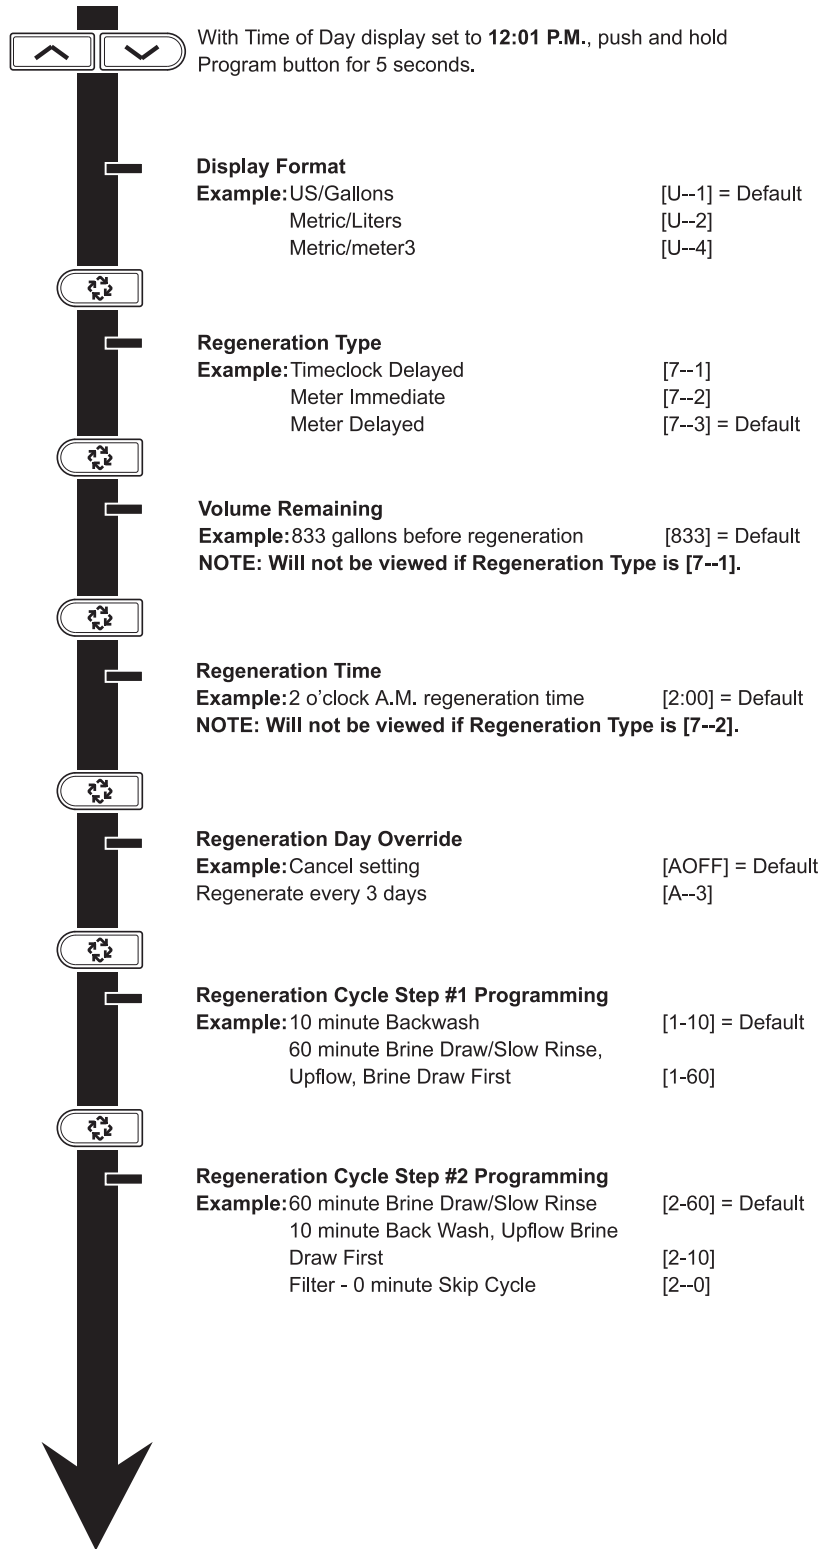 With Time of Day display set to 12:01 P.M., push and hold
Program button for 5 seconds.
Display Format
Example: US/Gallons [U--1] = Default
Metric/Liters [U--2]
Metric/meter3 [U--4]
Regeneration Type
Example: Timeclock Delayed [7--1]
Meter Immediate [7--2]
Meter Delayed [7--3] = Default
Volume Remaining
Example: 833 gallons before regeneration [833] = Default
NOTE: Will not be viewed if Regeneration Type is [7--1].
Regeneration Time
Example: 2 o'clock A.M. regeneration time [2:00] = Default
NOTE: Will not be viewed if Regeneration Type is [7--2].
Regeneration Day Override
Example: Cancel setting [AOFF] = Default
Regenerate every 3 days [A--3]
Regeneration Cycle Step #1 Programming
Example: 10 minute Backwash [1-10] = Default
60 minute Brine Draw/Slow Rinse,
Upflow, Brine Draw First [1-60]
Regeneration Cycle Step #2 Programming
Example: 60 minute Brine Draw/Slow Rinse [2-60] = Default
10 minute Back Wash, Upflow Brine
Draw First [2-10]
Filter - 0 minute Skip Cycle [2--0]